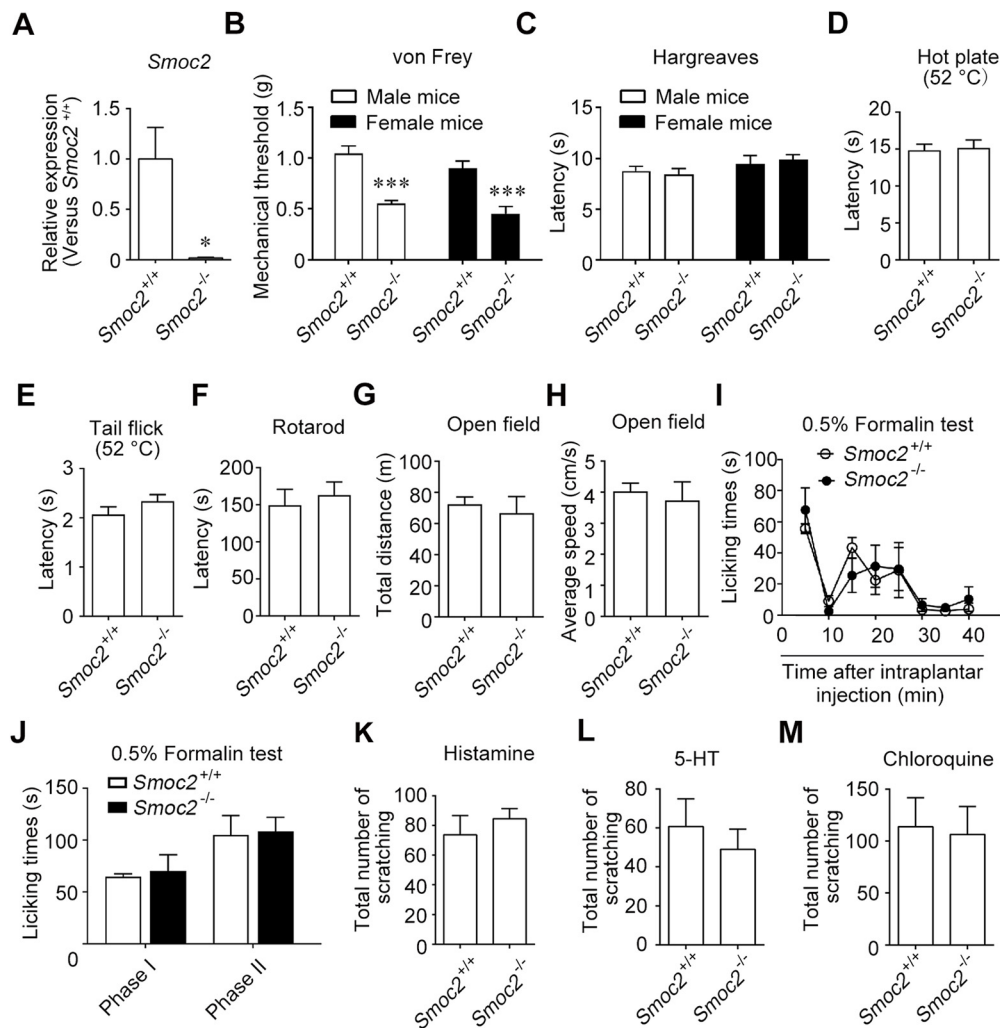 A
Smoc2
Relative expression
(Versus Smoc2+/+)
1.5
1.0
0.5
0.0
*
Smoc2+/+
Smoc2-/-
B
von Frey
Male mice
Female mice
Mechanical threshold (g)
1.5
1.0
0.5
0
***
***
Smoc2+/+
Smoc2-/-
Smoc2+/+
Smoc2-/-
C
Hargreaves
Male mice
Female mice
Latency (s)
15
10
5
0
Smoc2+/+
Smoc2-/-
Smoc2+/+
Smoc2-/-
D
Hot plate
(52 °C)
Latency (s)
20
15
10
5
0
Smoc2+/+
Smoc2-/-
E
Tail flick
(52 °C)
Latency (s)
3
2
1
0
Smoc2+/+
Smoc2-/-
F
Rotarod
Latency (s)
200
150
100
50
0
Smoc2+/+
Smoc2-/-
G
Open field
Total distance (m)
100
80
60
40
20
0
Smoc2+/+
Smoc2-/-
H
Open field
Average speed (cm/s)
5
4
3
2
1
0
Smoc2+/+
Smoc2-/-
I
0.5% Formalin test
Smoc2+/+
Smoc2-/-
Liciking times (s)
100
80
60
40
20
0
0 10 20 30 40
Time after intraplantar
injection (min)
J
0.5% Formalin test
Smoc2+/+
Smoc2-/-
Liciking times (s)
150
100
50
0
Phase I
Phase II
K
Histamine
Total number of
scratching
100
80
60
40
20
0
Smoc2+/+
Smoc2-/-
L
5-HT
Total number of
scratching
80
60
40
20
0
Smoc2+/+
Smoc2-/-
M
Chloroquine
Total number of
scratching
150
100
50
0
Smoc2+/+
Smoc2-/-